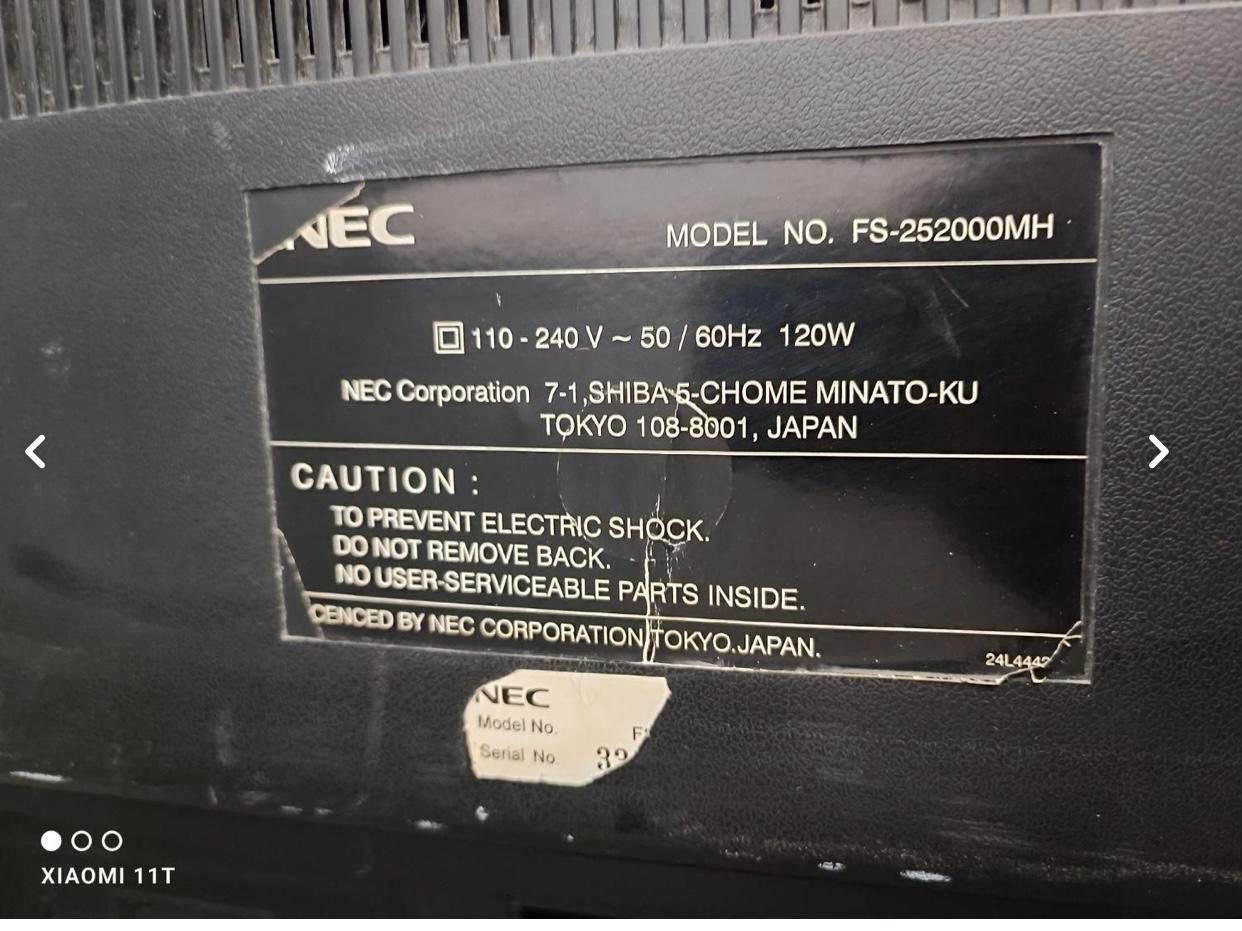 NEC MODEL NO. FS-252000MH
110 - 240 V ~ 50 / 60Hz 120W
NEC Corporation 7-1,SHIBA 5-CHOME MINATO-KU
TOKYO 108-8001, JAPAN
CAUTION :
TO PREVENT ELECTRIC SHOCK.
DO NOT REMOVE BACK.
NO USER-SERVICEABLE PARTS INSIDE.
CENCED BY NEC CORPORATION TOKYO.JAPAN.
24L4442
NEC
Model No. F
Serial No. 32
XIAOMI 11T